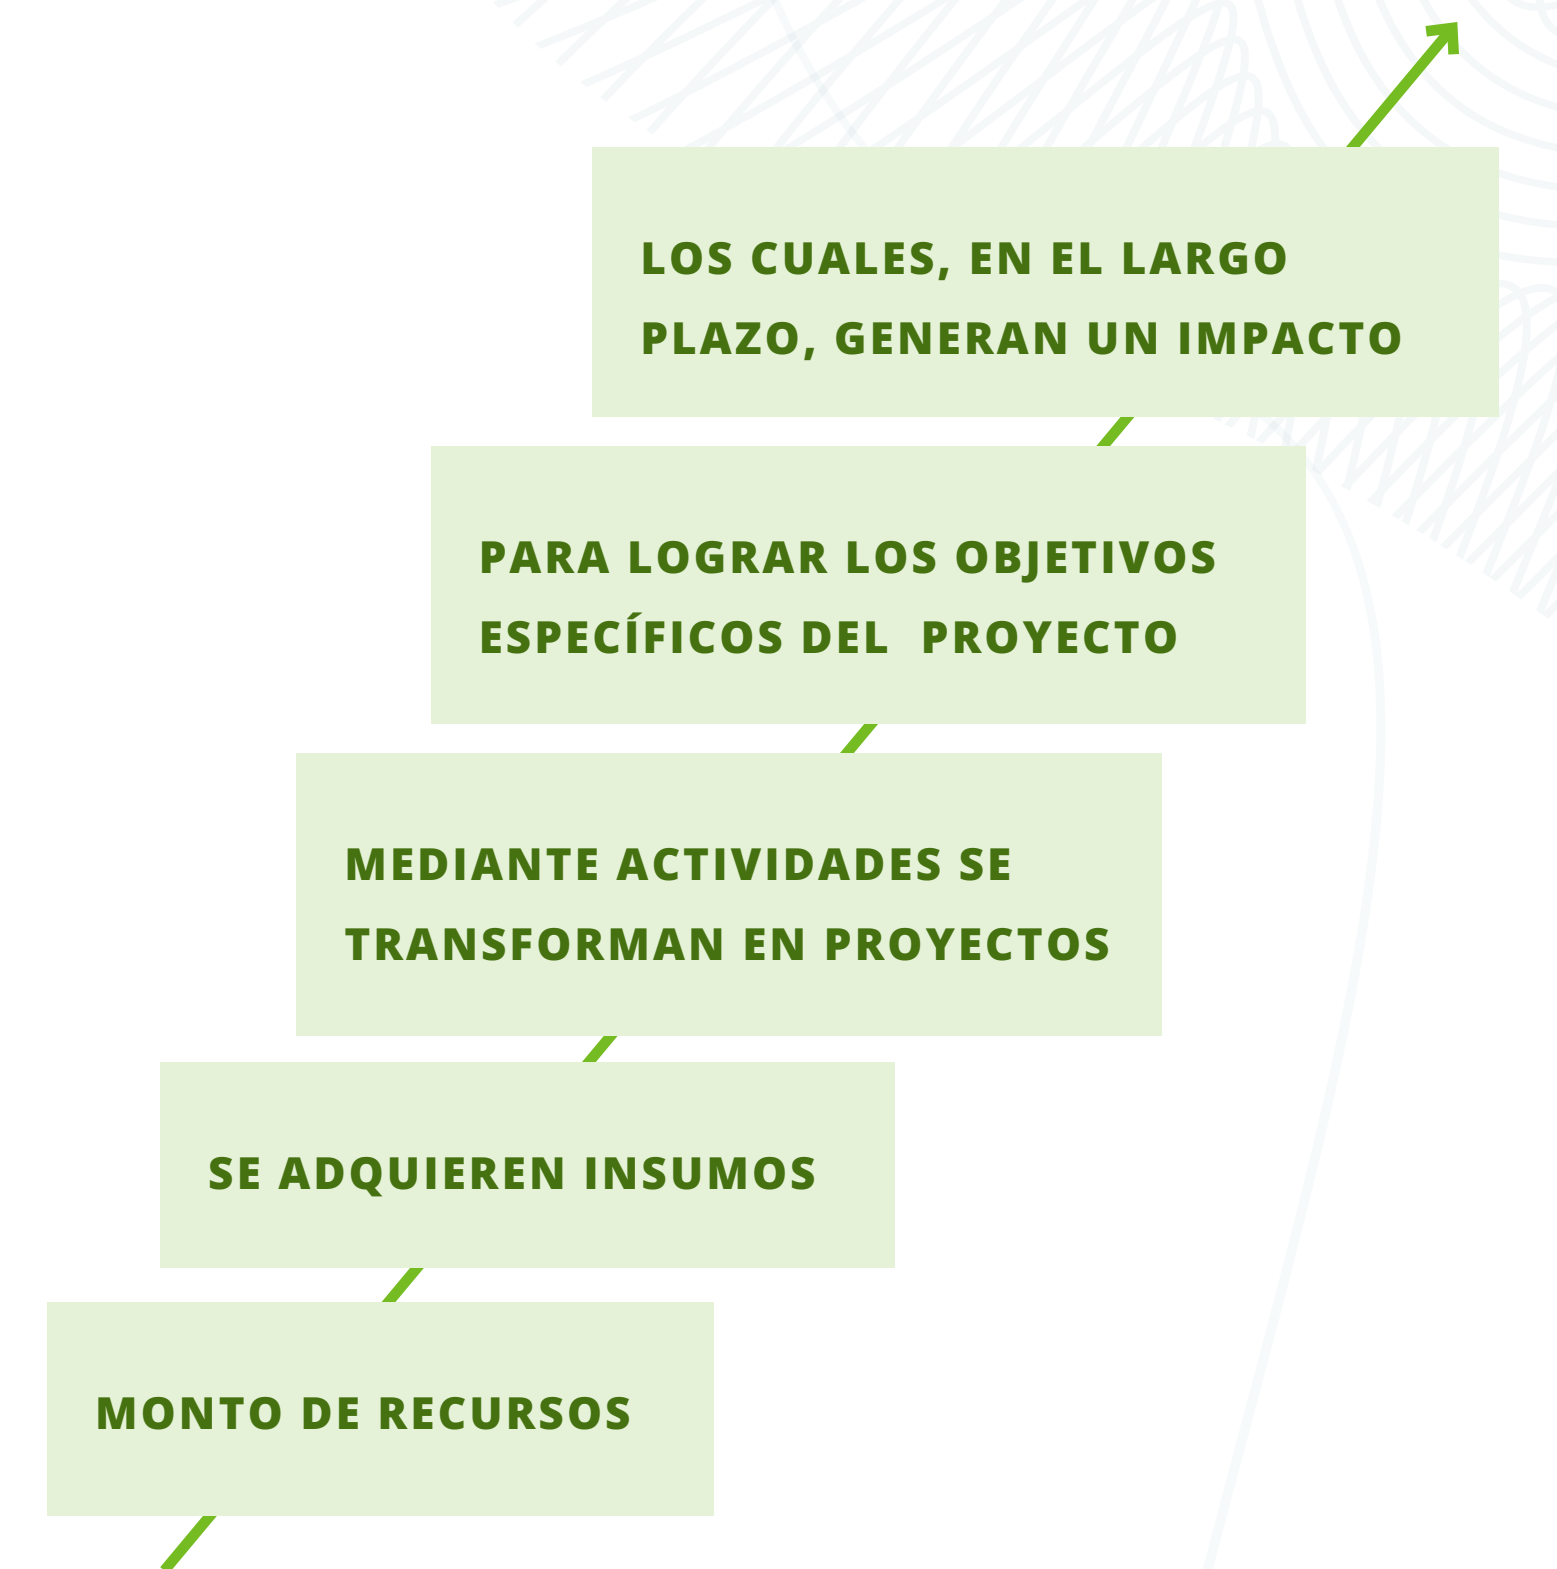 LOS CUALES, EN EL LARGO
PLAZO, GENERAN UN IMPACTO
PARA LOGRAR LOS OBJETIVOS
ESPECÍFICOS DEL  PROYECTO
MEDIANTE ACTIVIDADES SE
TRANSFORMAN EN PROYECTOS
SE ADQUIEREN INSUMOS
MONTO DE RECURSOS